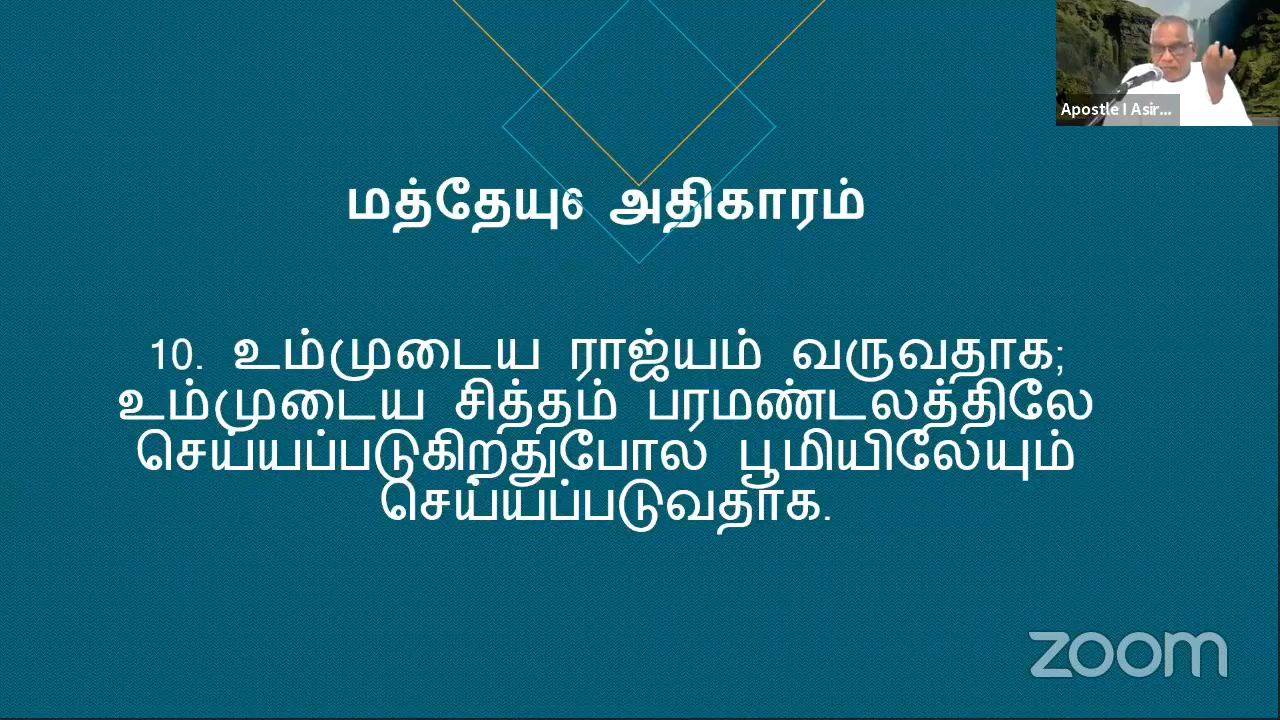 Apostle I Asir...
மத்தேயு6 அதிகாரம்
10. உம்முடைய ராஜ்யம் வருவதாக;
உம்முடைய சித்தம் பரமண்டலத்திலே
செய்யப்படுகிறதுபோல பூமியிலேயும்
செய்யப்படுவதாக.
zoom